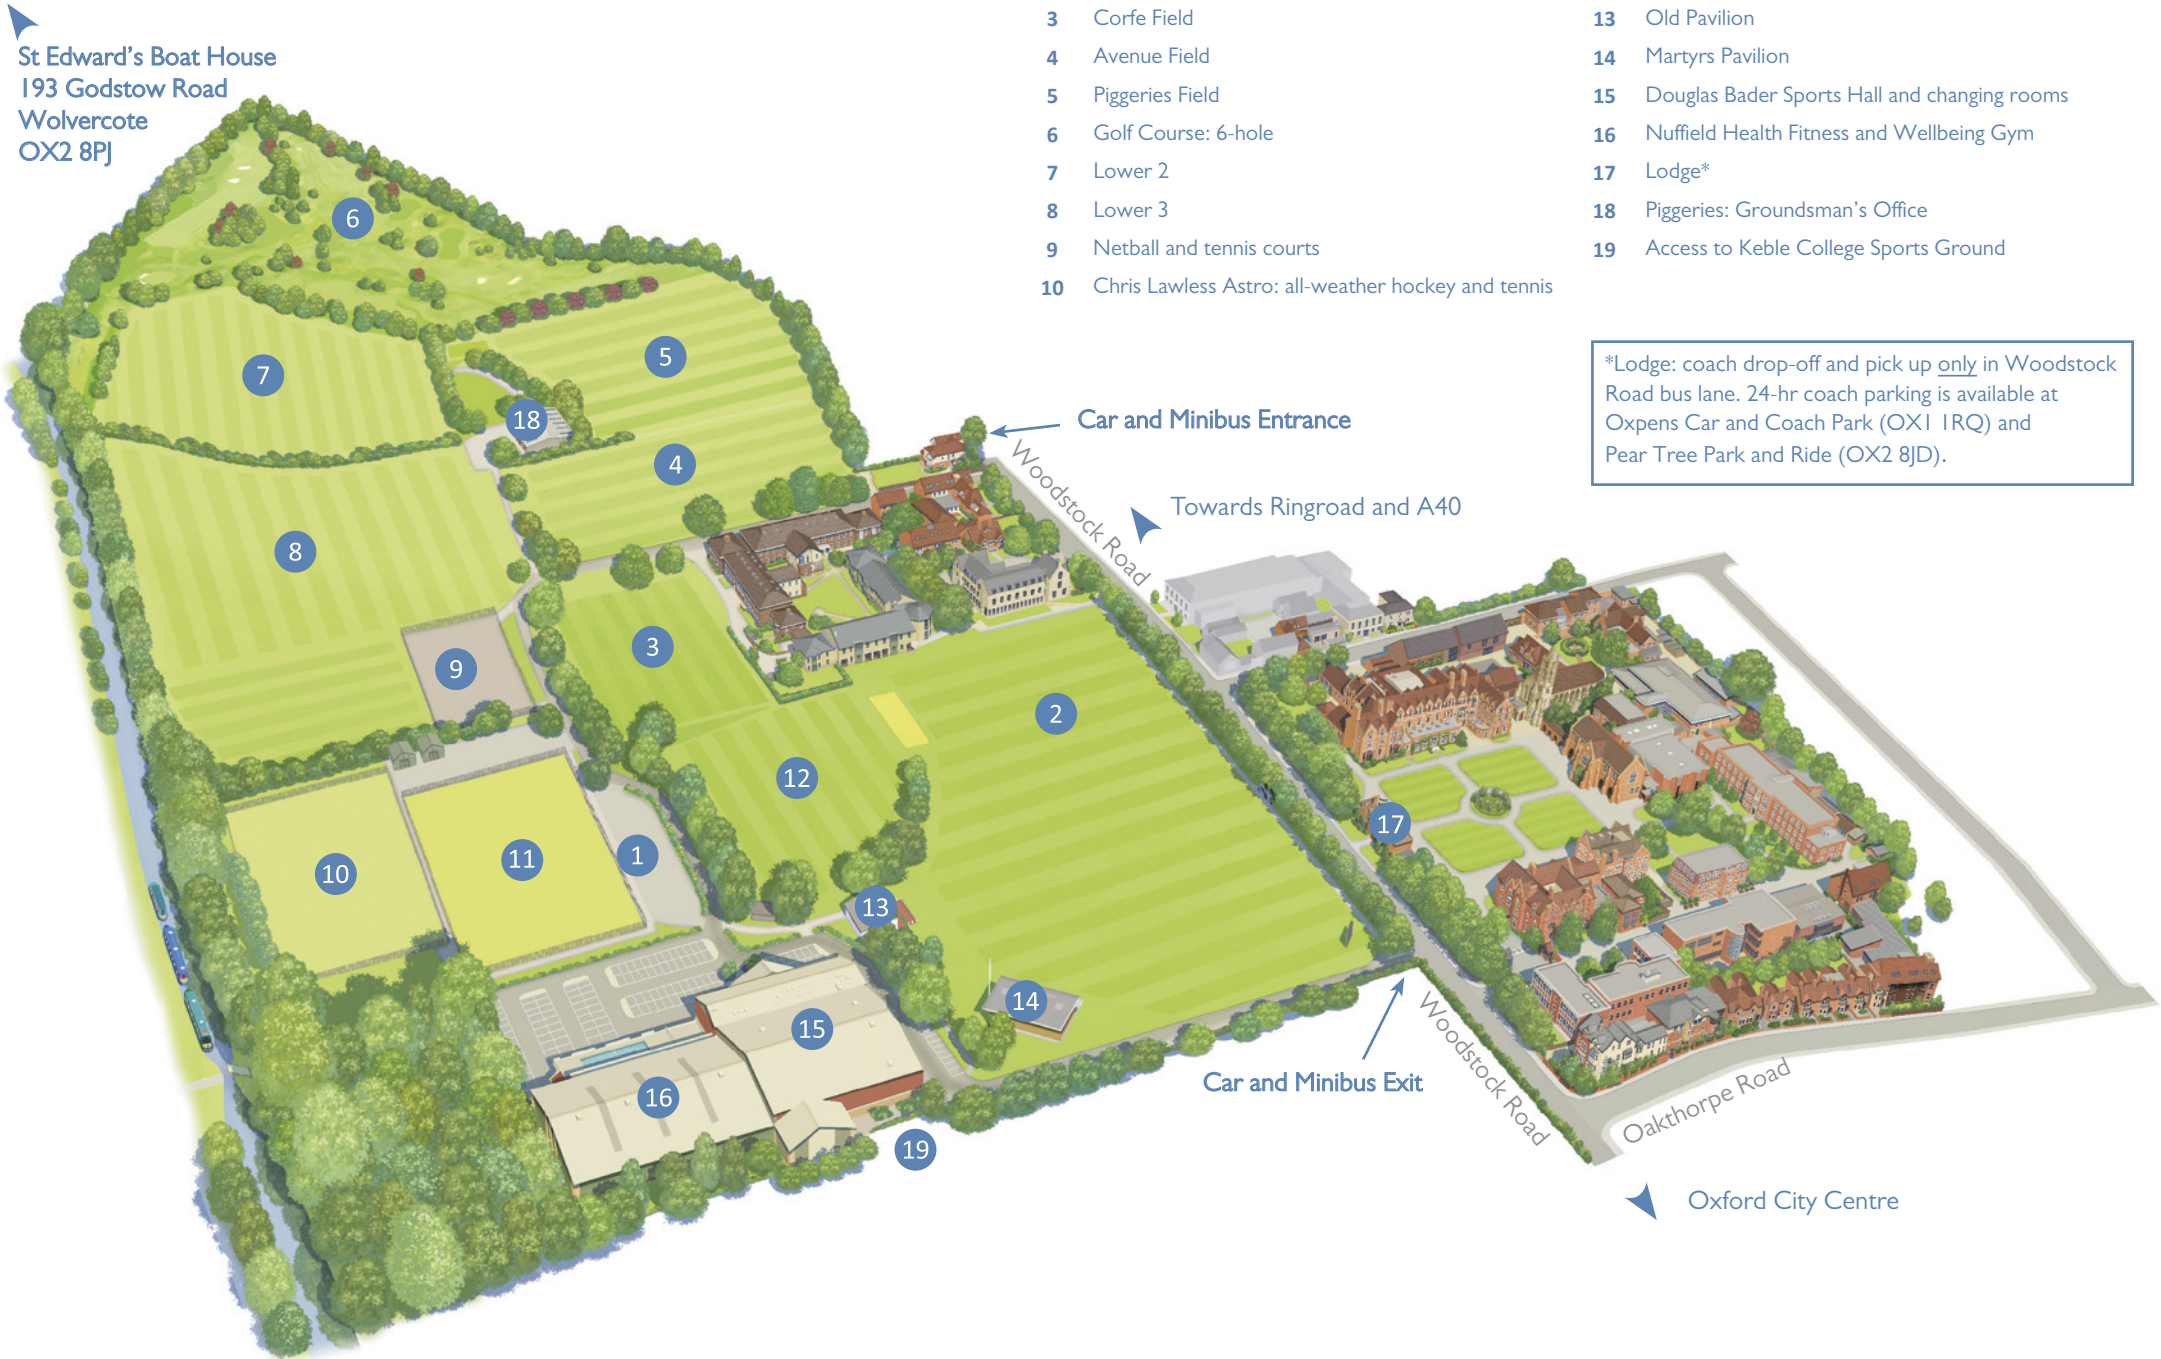 St Edward's Boat House
193 Godstow Road
Wolvercote
OX2 8PJ
3 Corfe Field
4 Avenue Field
5 Piggeries Field
6 Golf Course: 6-hole
7 Lower 2
8 Lower 3
9 Netball and tennis courts
10 Chris Lawless Astro: all-weather hockey and tennis
13 Old Pavilion
14 Martyrs Pavilion
15 Douglas Bader Sports Hall and changing rooms
16 Nuffield Health Fitness and Wellbeing Gym
17 Lodge*
18 Piggeries: Groundsman's Office
19 Access to Keble College Sports Ground
*Lodge: coach drop-off and pick up only in Woodstock
Road bus lane. 24-hr coach parking is available at
Oxpens Car and Coach Park (OX1 1RQ) and
Pear Tree Park and Ride (OX2 8JD).
Car and Minibus Entrance
Woodstock Road
Towards Ringroad and A40
6
7
5
18
4
8
3
9
2
12
17
11
1
10
13
14
15
16
19
Car and Minibus Exit
Woodstock Road
Oakthorpe Road
Oxford City Centre